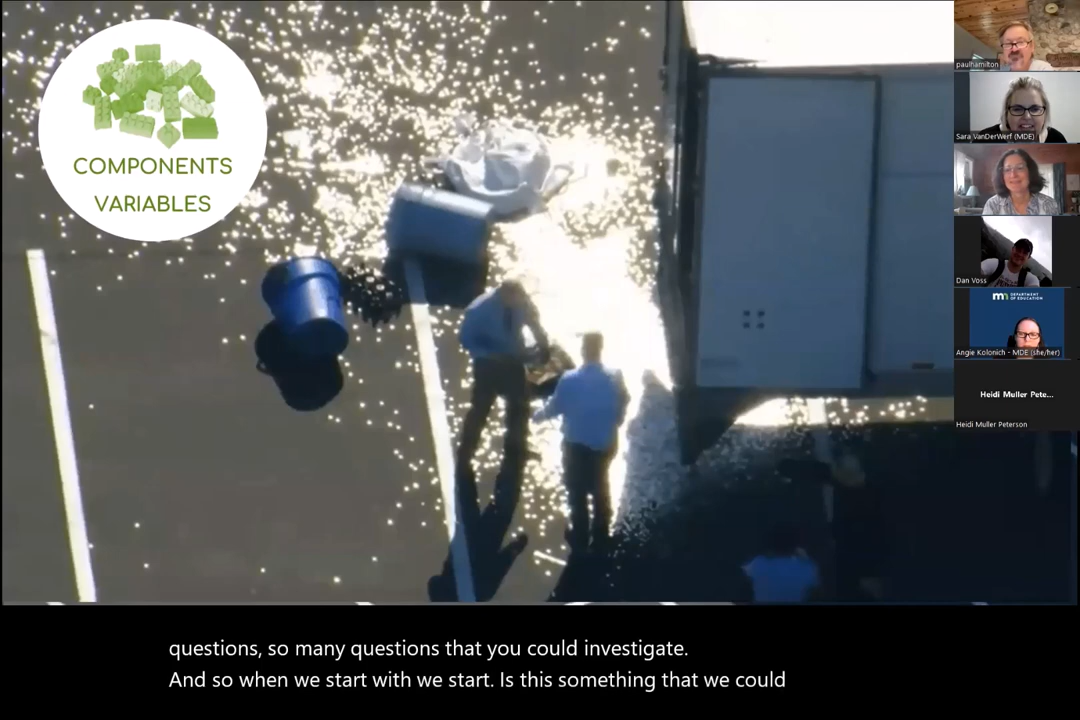 COMPONENTS
VARIABLES
paulhamilton
Sara VanDerWerf (MDE)
Dan Voss
mn DEPARTMENT
OF EDUCATION
Angie Kolonich - MDE (she/her)
Heidi Muller Pete...
Heidi Muller Peterson
questions, so many questions that you could investigate.
And so when we start with we start. Is this something that we could